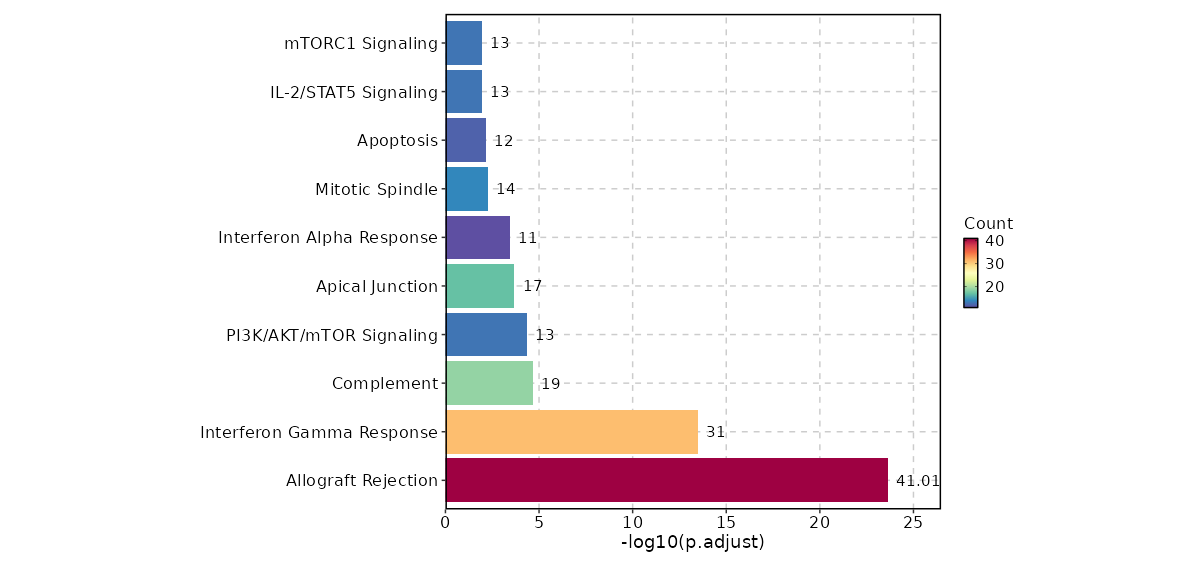 mTORC1 Signaling 13
IL-2/STAT5 Signaling 13
Apoptosis 12
Mitotic Spindle 14
Interferon Alpha Response 11
Apical Junction 17
PI3K/AKT/mTOR Signaling 13
Complement 19
Interferon Gamma Response 31
Allograft Rejection 41.01
0 5 10 15 20 25
-log10(p.adjust)
Count
40
30
20